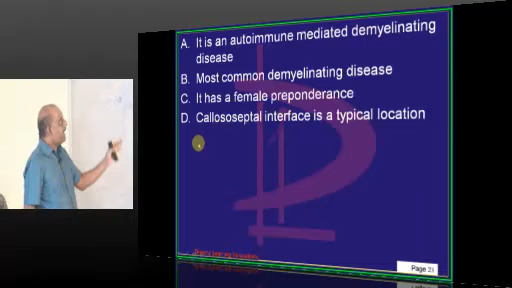 A. It is an autoimmune mediated demyelinating
disease
B. Most common demyelinating disease
C. It has a female preponderance
D. Callososeptal interface is a typical location
Page 23